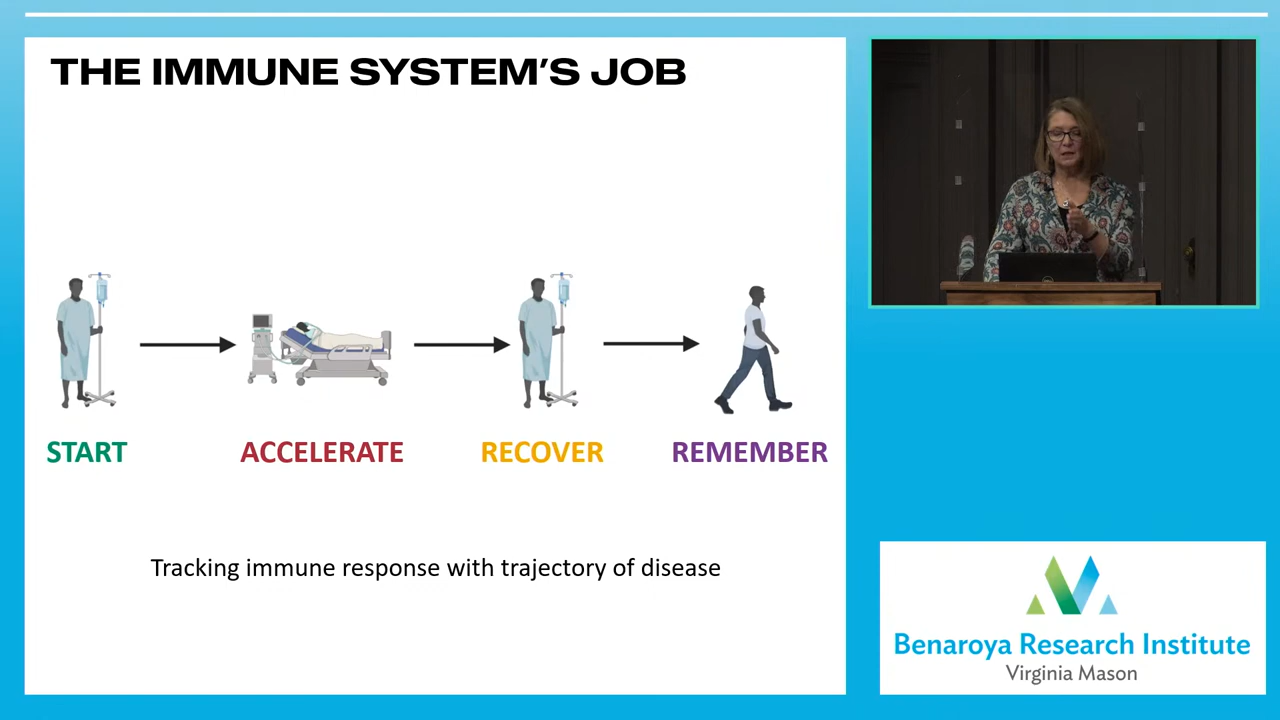 THE IMMUNE SYSTEM'S JOB
START
ACCELERATE
RECOVER
REMEMBER
Tracking immune response with trajectory of disease
Benaroya Research Institute
Virginia Mason